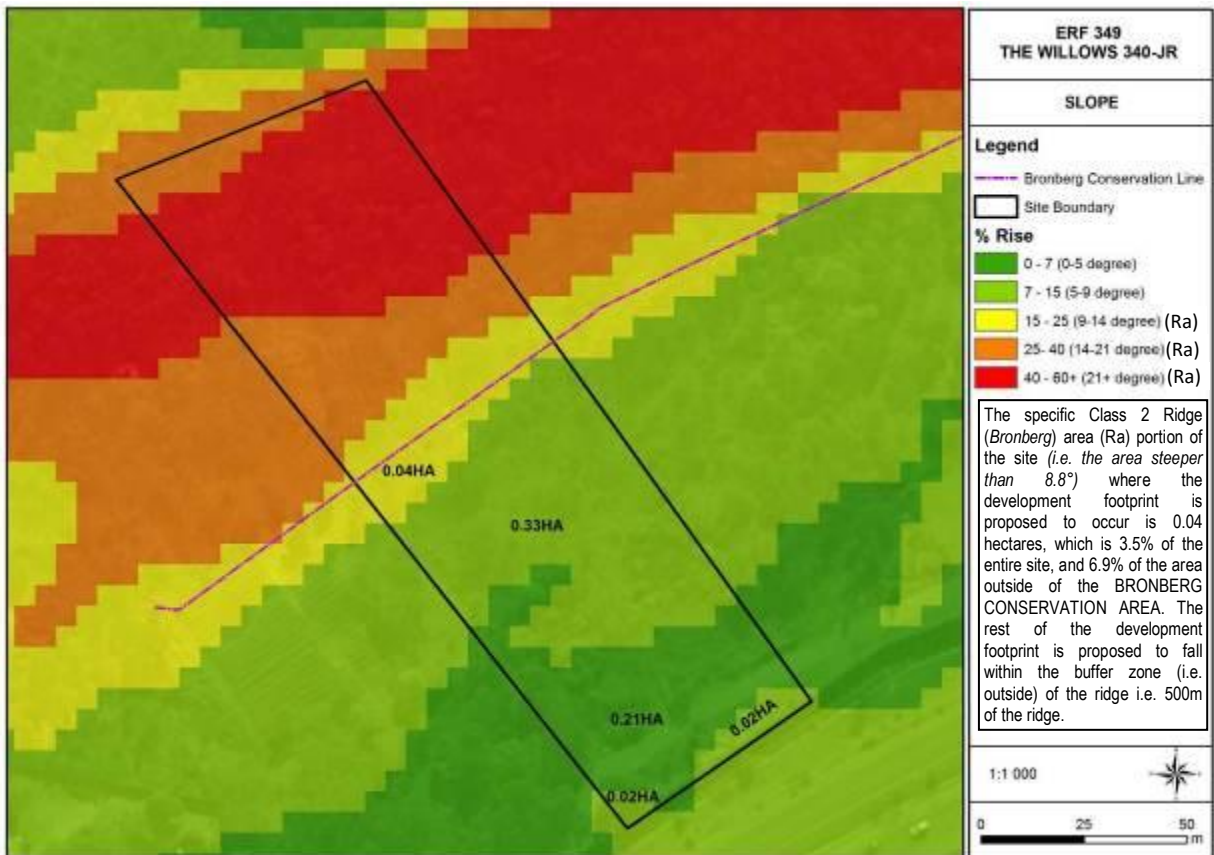 ERF 349
THE WILLOWS 340-JR
SLOPE
Legend
Bronberg Conservation Line
Site Boundary
% Rise
0 - 7 (0-5 degree)
7 - 15 (5-9 degree)
15 - 25 (9-14 degree) (Ra)
25- 40 (14-21 degree) (Ra)
40 - 60+ (21+ degree) (Ra)
The specific Class 2 Ridge
(Bronberg) area (Ra) portion of
the site (i.e. the area steeper
than 8.8°) where the
development footprint is
proposed to occur is 0.04
hectares, which is 3.5% of the
entire site, and 6.9% of the area
outside of the BRONBERG
CONSERVATION AREA. The
rest of the development
footprint is proposed to fall
within the buffer zone (i.e.
outside) of the ridge i.e. 500m
of the ridge.
1:1 000
0 25 50
m
0.04HA
0.33HA
0.21HA
0.02HA
0.02HA